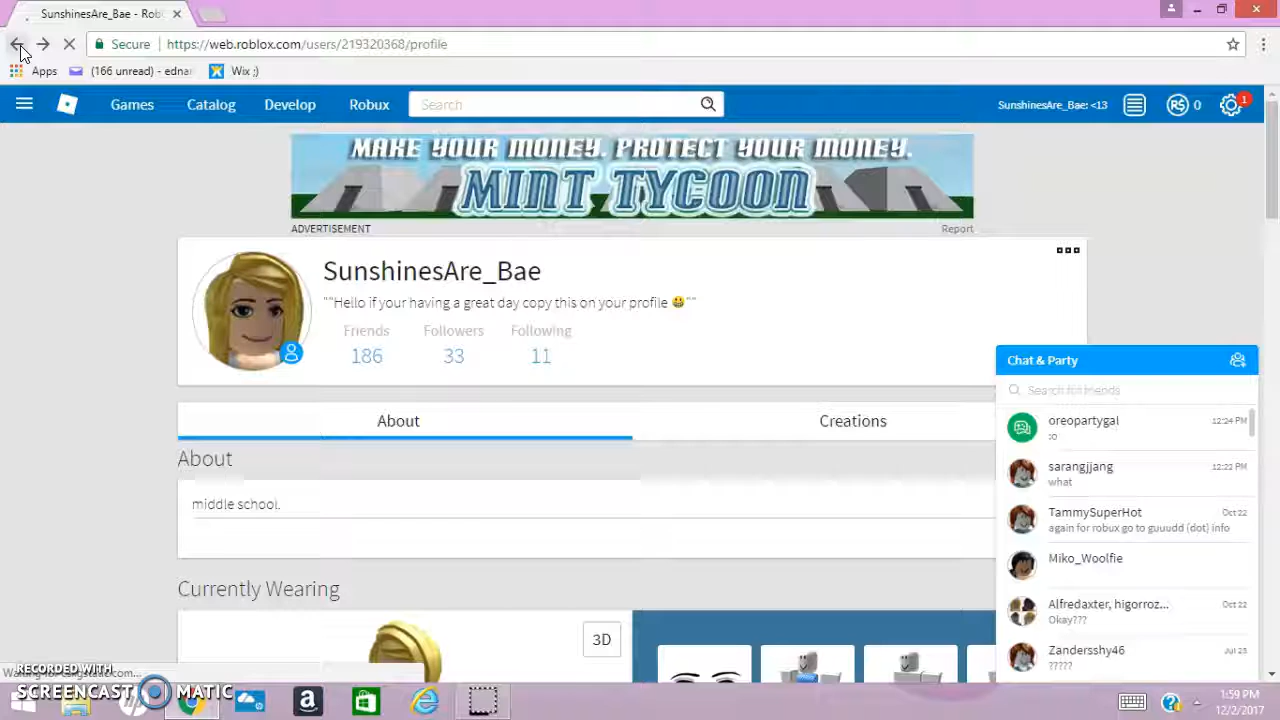 SunshinesAre_Bae - Rob
Secure
https://web.roblox.com/users/219320368/profile
Apps
(166 unread) - edna
Wix ;)
Games
Catalog
Develop
Robux
Search
SunshinesAre_Bae: <13
R$ 0
1
MAKE YOUR MONEY. PROTECT YOUR MONEY.
MINT TYCOON
ADVERTISEMENT
Report
SunshinesAre_Bae
""Hello if your having a great day copy this on your profile 😀""
Friends
Followers
Following
186
33
11
About
Creations
About
middle school.
Currently Wearing
3D
Chat & Party
Search for friends
oreopartygal
12:24 PM
:o
sarangjjang
12:22 PM
what
TammySuperHot
Oct 22
again for robux go to guuudd (dot) info
Miko_Woolfie
Alfredaxter, higorroz...
Oct 22
Okay???
Zandersshy46
Jul 23
?????
RECORDED WITH
SCREENCAST MATIC
1:59 PM
12/2/2017